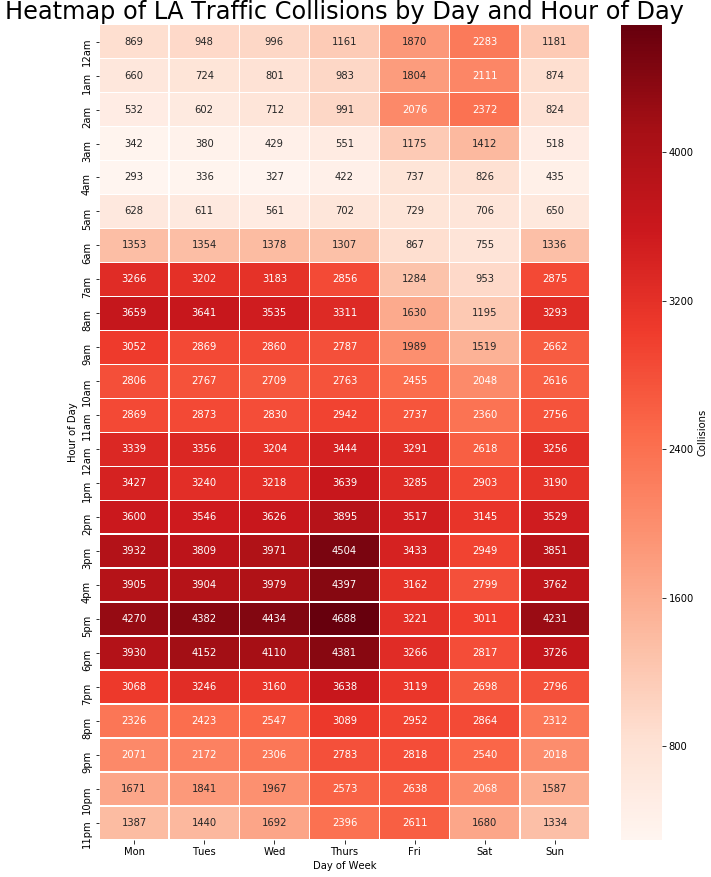 Heatmap of LA Traffic Collisions by Day and Hour of Day
12am 869 948 996 1161 1870 2283 1181
1am 660 724 801 983 1804 2111 874
2am 532 602 712 991 2076 2372 824
3am 342 380 429 551 1175 1412 518
4am 293 336 327 422 737 826 435
5am 628 611 561 702 729 706 650
6am 1353 1354 1378 1307 867 755 1336
7am 3266 3202 3183 2856 1284 953 2875
8am 3659 3641 3535 3311 1630 1195 3293
9am 3052 2869 2860 2787 1989 1519 2662
10am 2806 2767 2709 2763 2455 2048 2616
11am 2869 2873 2830 2942 2737 2360 2756
12am 3339 3356 3204 3444 3291 2618 3256
1pm 3427 3240 3218 3639 3285 2903 3190
2pm 3600 3546 3626 3895 3517 3145 3529
3pm 3932 3809 3971 4504 3433 2949 3851
4pm 3905 3904 3979 4397 3162 2799 3762
5pm 4270 4382 4434 4688 3221 3011 4231
6pm 3930 4152 4110 4381 3266 2817 3726
7pm 3068 3246 3160 3638 3119 2698 2796
8pm 2326 2423 2547 3089 2952 2864 2312
9pm 2071 2172 2306 2783 2818 2540 2018
10pm 1671 1841 1967 2573 2638 2068 1587
11pm 1387 1440 1692 2396 2611 1680 1334
Mon Tues Wed Thurs Fri Sat Sun
Day of Week
Hour of Day
4000
3200
2400
1600
800
Collisions